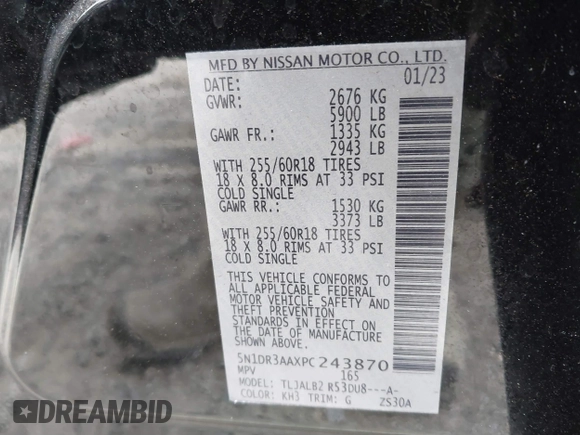 MFD BY NISSAN MOTOR CO., LTD.
DATE: 01/23
GVWR: 2676 KG
5900 LB
GAWR FR.: 1335 KG
2943 LB
WITH 255/60R18 TIRES
18 X 8.0 RIMS AT 33 PSI
COLD SINGLE
GAWR RR.: 1530 KG
3373 LB
WITH 255/60R18 TIRES
18 X 8.0 RIMS AT 33 PSI
COLD SINGLE
THIS VEHICLE CONFORMS TO
ALL APPLICABLE FEDERAL
MOTOR VEHICLE SAFETY AND
THEFT PREVENTION
STANDARDS IN EFFECT ON
THE DATE OF MANUFACTURE
SHOWN ABOVE.
5N1DR3AAXPC243870
MPV 165
MODEL: TLJALB2 R53DU8---A-
COLOR: KH3 TRIM: G ZS30A
DREAMBID